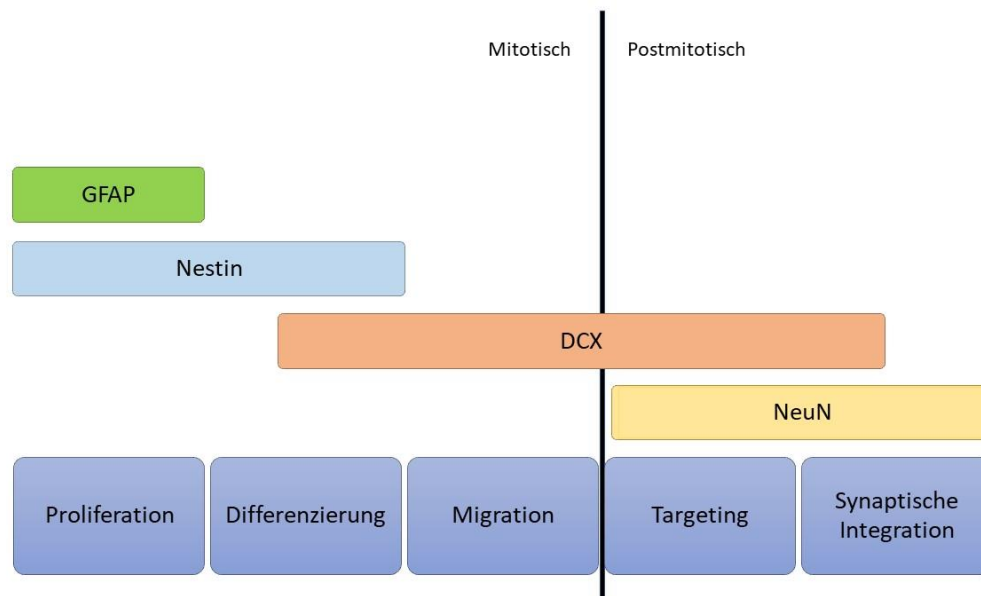 Mitotisch
Postmitotisch
GFAP
Nestin
DCX
NeuN
Proliferation
Differenzierung
Migration
Targeting
Synaptische
Integration